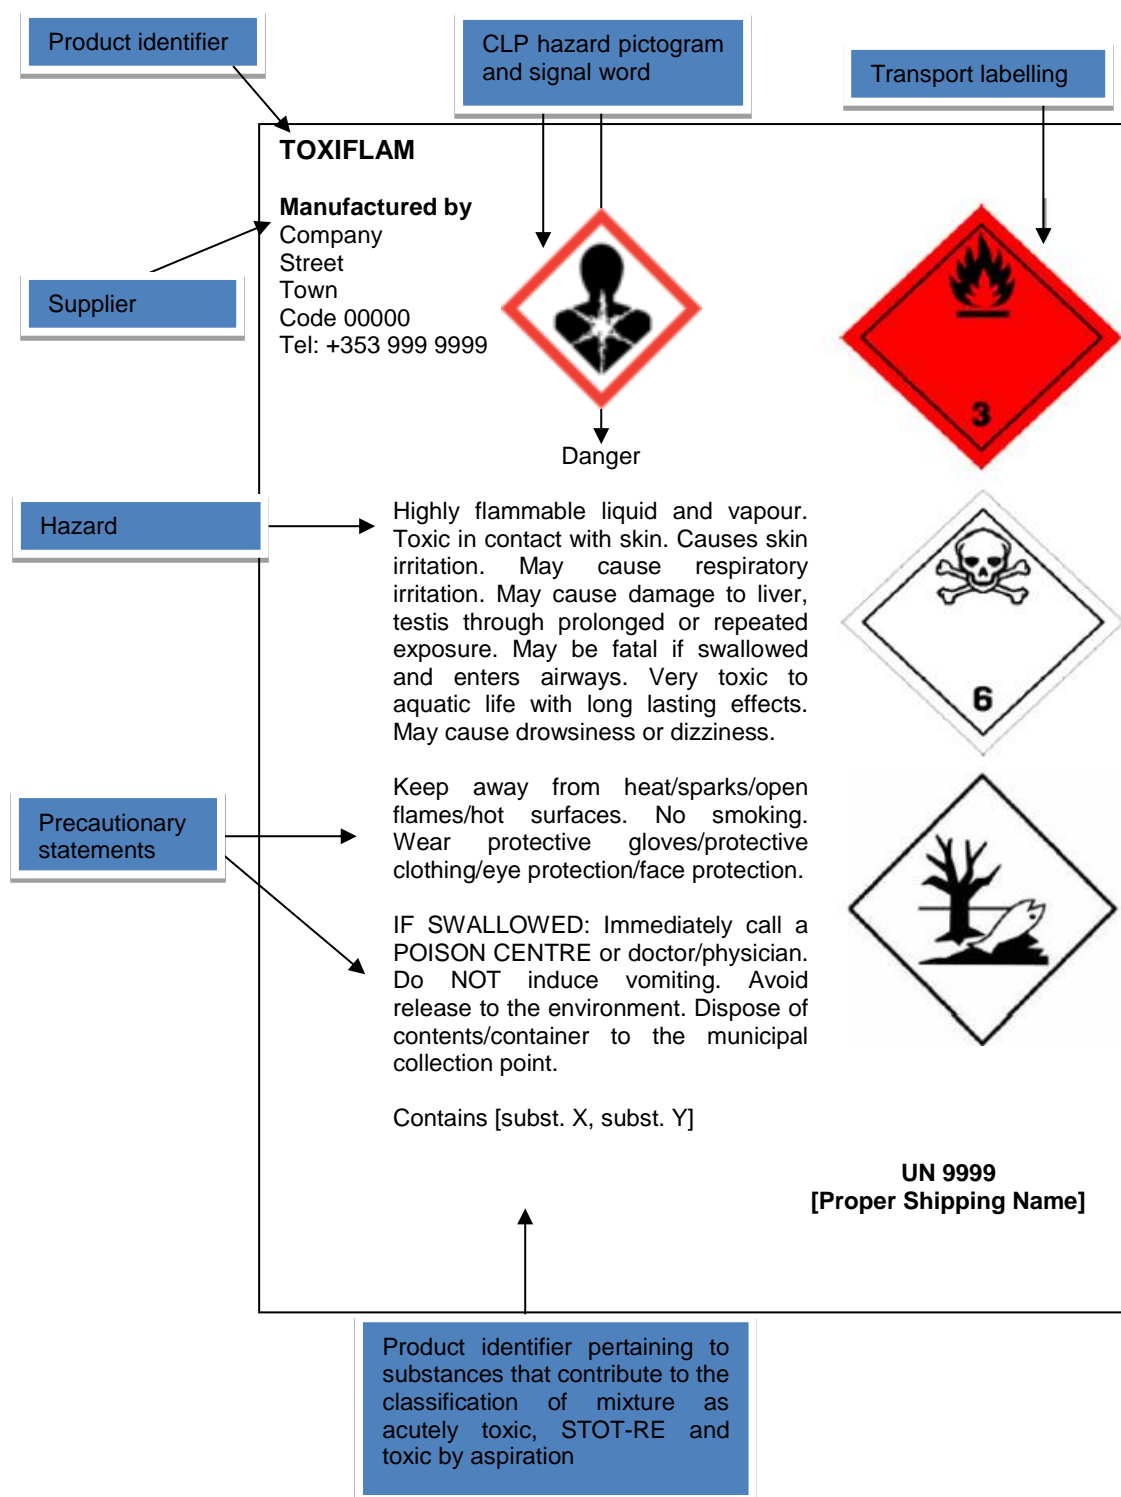 Product identifier
CLP hazard pictogram
and signal word
Transport labelling
TOXIFLAM
Manufactured by
Company
Street
Town
Code 00000
Tel: +353 999 9999
Supplier
3
Danger
Hazard
Highly flammable liquid and vapour.
Toxic in contact with skin. Causes skin
irritation. May cause respiratory
irritation. May cause damage to liver,
testis through prolonged or repeated
exposure. May be fatal if swallowed
and enters airways. Very toxic to
aquatic life with long lasting effects.
May cause drowsiness or dizziness.
6
Precautionary
statements
Keep away from heat/sparks/open
flames/hot surfaces. No smoking.
Wear protective gloves/protective
clothing/eye protection/face protection.
IF SWALLOWED: Immediately call a
POISON CENTRE or doctor/physician.
Do NOT induce vomiting. Avoid
release to the environment. Dispose of
contents/container to the municipal
collection point.
Contains [subst. X, subst. Y]
UN 9999
[Proper Shipping Name]
Product identifier pertaining to
substances that contribute to the
classification of mixture as
acutely toxic, STOT-RE and
toxic by aspiration